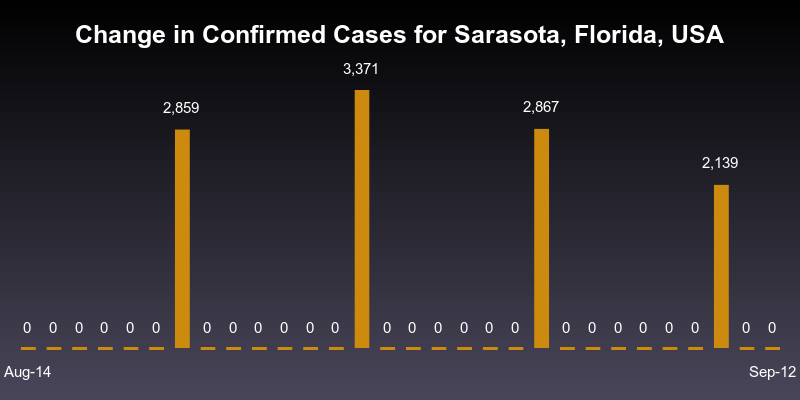 Change in Confirmed Cases for Sarasota, Florida, USA
3,371
2,859
2,867
2,139
0 0 0 0 0 0 0 0 0 0 0 0 0 0 0 0 0 0 0 0 0 0 0 0 0 0
Aug-14 Sep-12